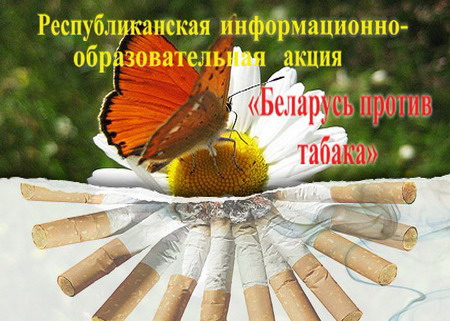 Республиканская информационно-
образовательная акция
«Беларусь против
табака»